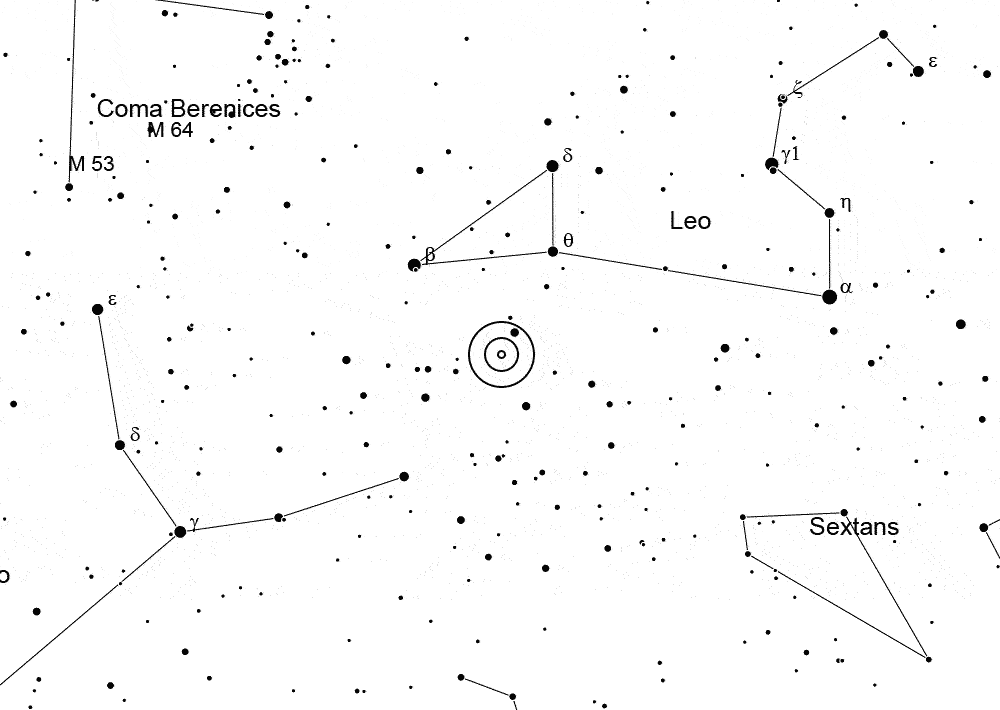 ε
ζ
Coma Berenices
M 64
M 53
δ
γ1
η
Leo
θ
β
α
ε
δ
γ
Sextans
o